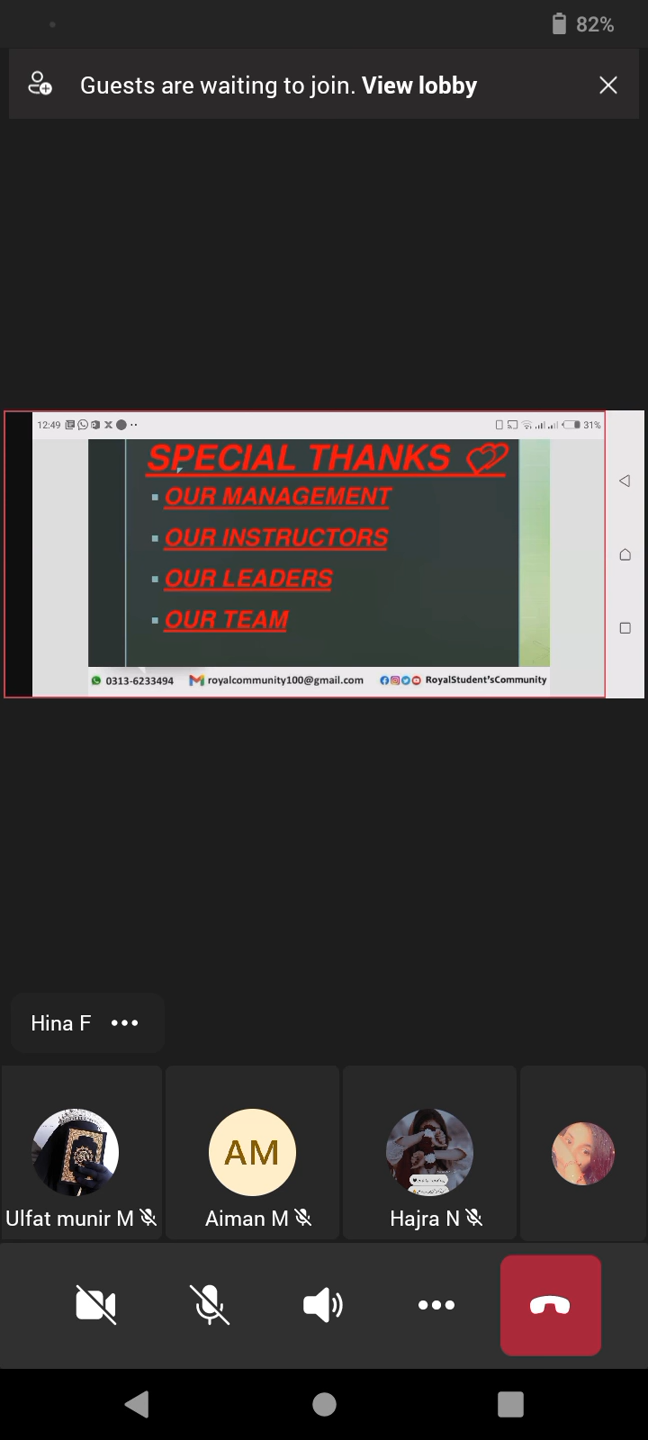 82%
Guests are waiting to join. View lobby
12:49
31%
SPECIAL THANKS
OUR MANAGEMENT
OUR INSTRUCTORS
OUR LEADERS
OUR TEAM
0313-6233494 royalcommunity100@gmail.com RoyalStudent'sCommunity
Hina F
AM
Ulfat munir M Aiman M Hajra N